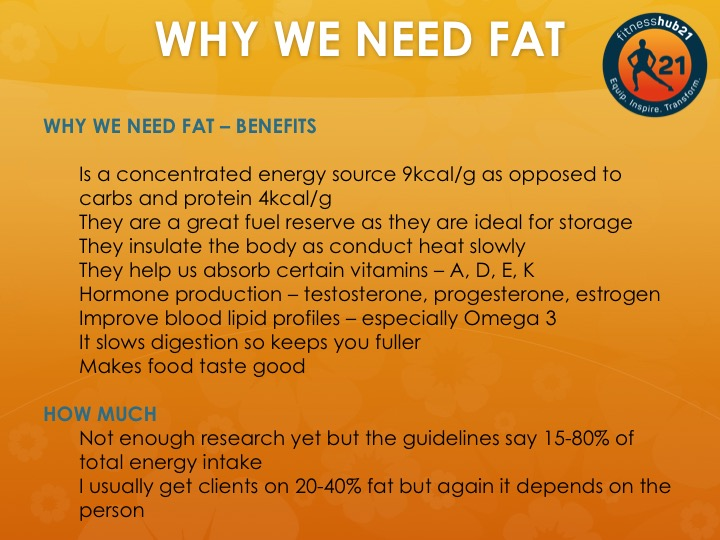 WHY WE NEED FAT
fitnesshub21
21
Equip. Inspire. Transform.
WHY WE NEED FAT – BENEFITS
Is a concentrated energy source 9kcal/g as opposed to
carbs and protein 4kcal/g
They are a great fuel reserve as they are ideal for storage
They insulate the body as conduct heat slowly
They help us absorb certain vitamins – A, D, E, K
Hormone production – testosterone, progesterone, estrogen
Improve blood lipid profiles – especially Omega 3
It slows digestion so keeps you fuller
Makes food taste good
HOW MUCH
Not enough research yet but the guidelines say 15-80% of
total energy intake
I usually get clients on 20-40% fat but again it depends on the
person